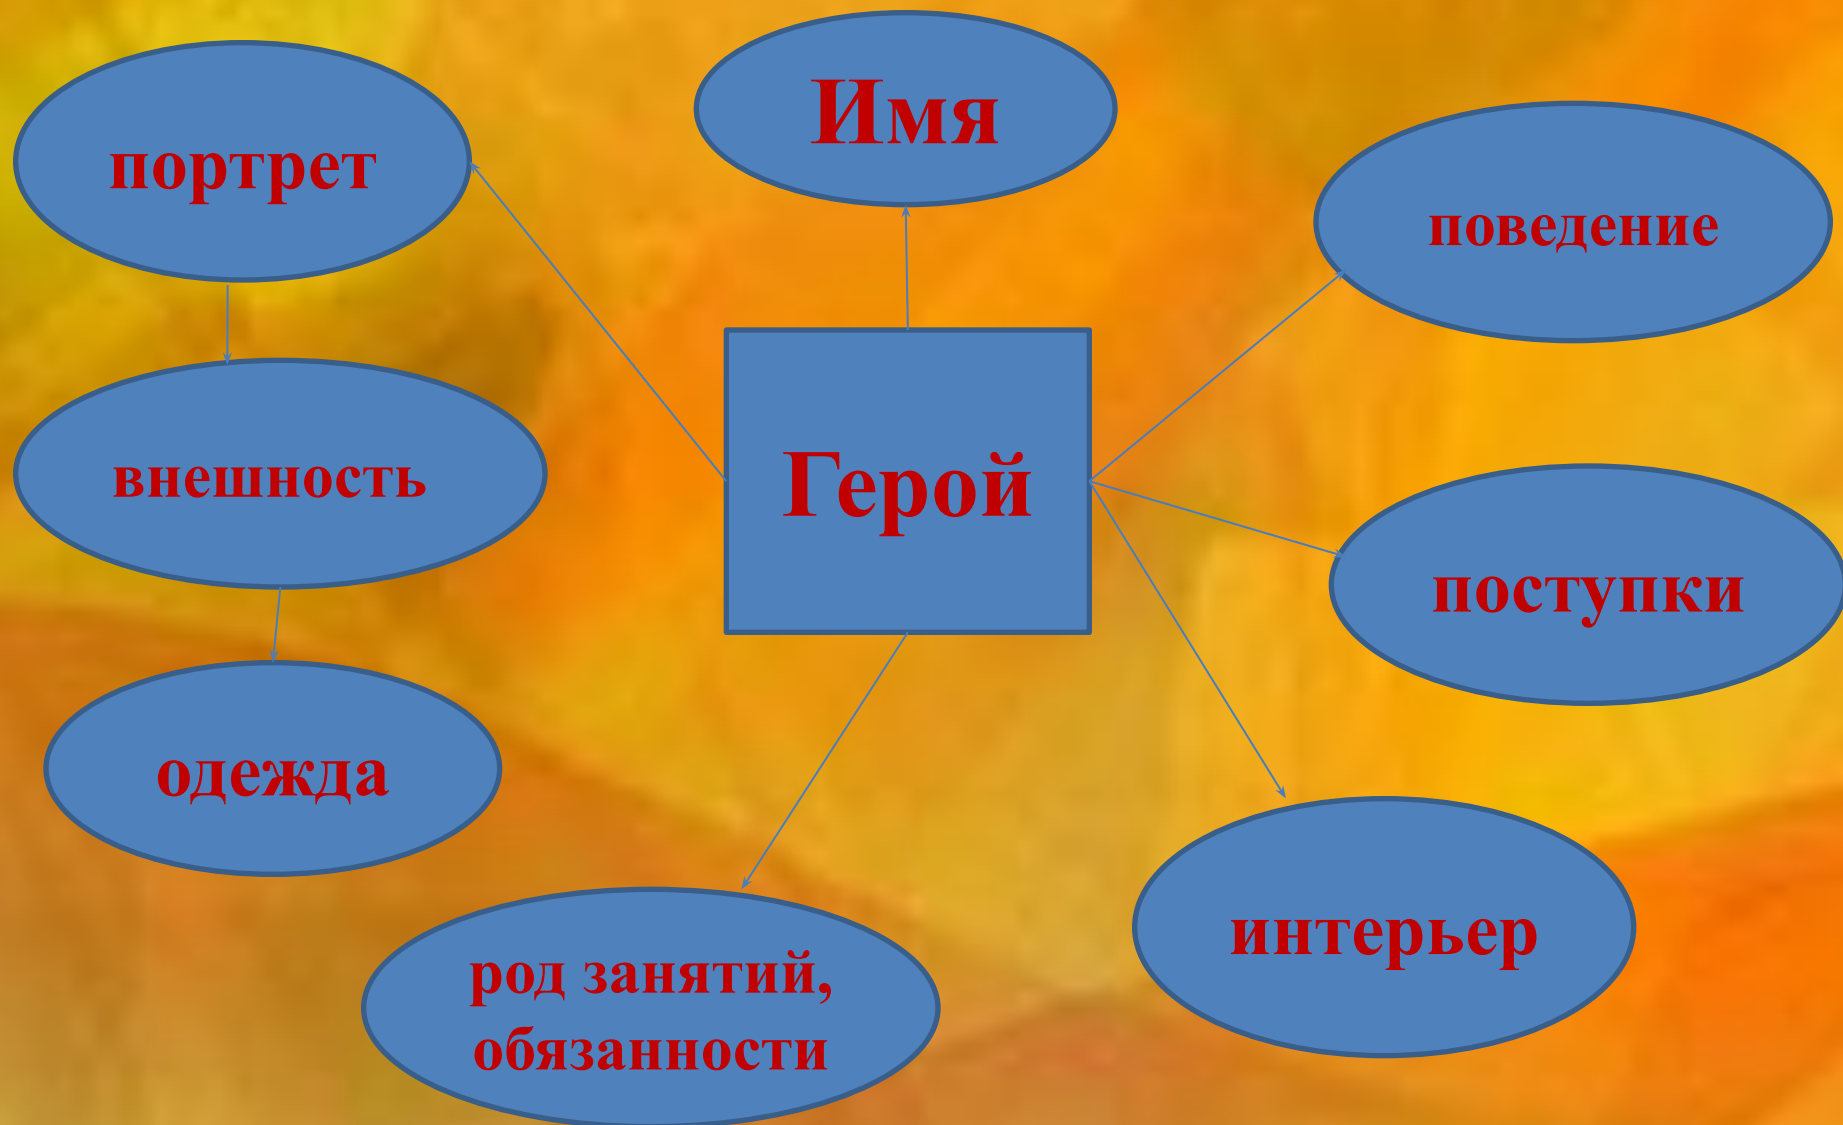 Имя
портрет
поведение
Герой
внешность
поступки
одежда
интерьер
род занятий,
обязанности